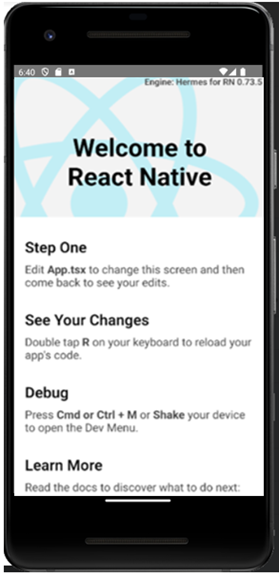 6:40
Engine: Hermes for RN 0.73.5
Welcome to
React Native
Step One
Edit App.tsx to change this screen and then
come back to see your edits.
See Your Changes
Double tap R on your keyboard to reload your
app's code.
Debug
Press Cmd or Ctrl + M or Shake your device
to open the Dev Menu.
Learn More
Read the docs to discover what to do next: